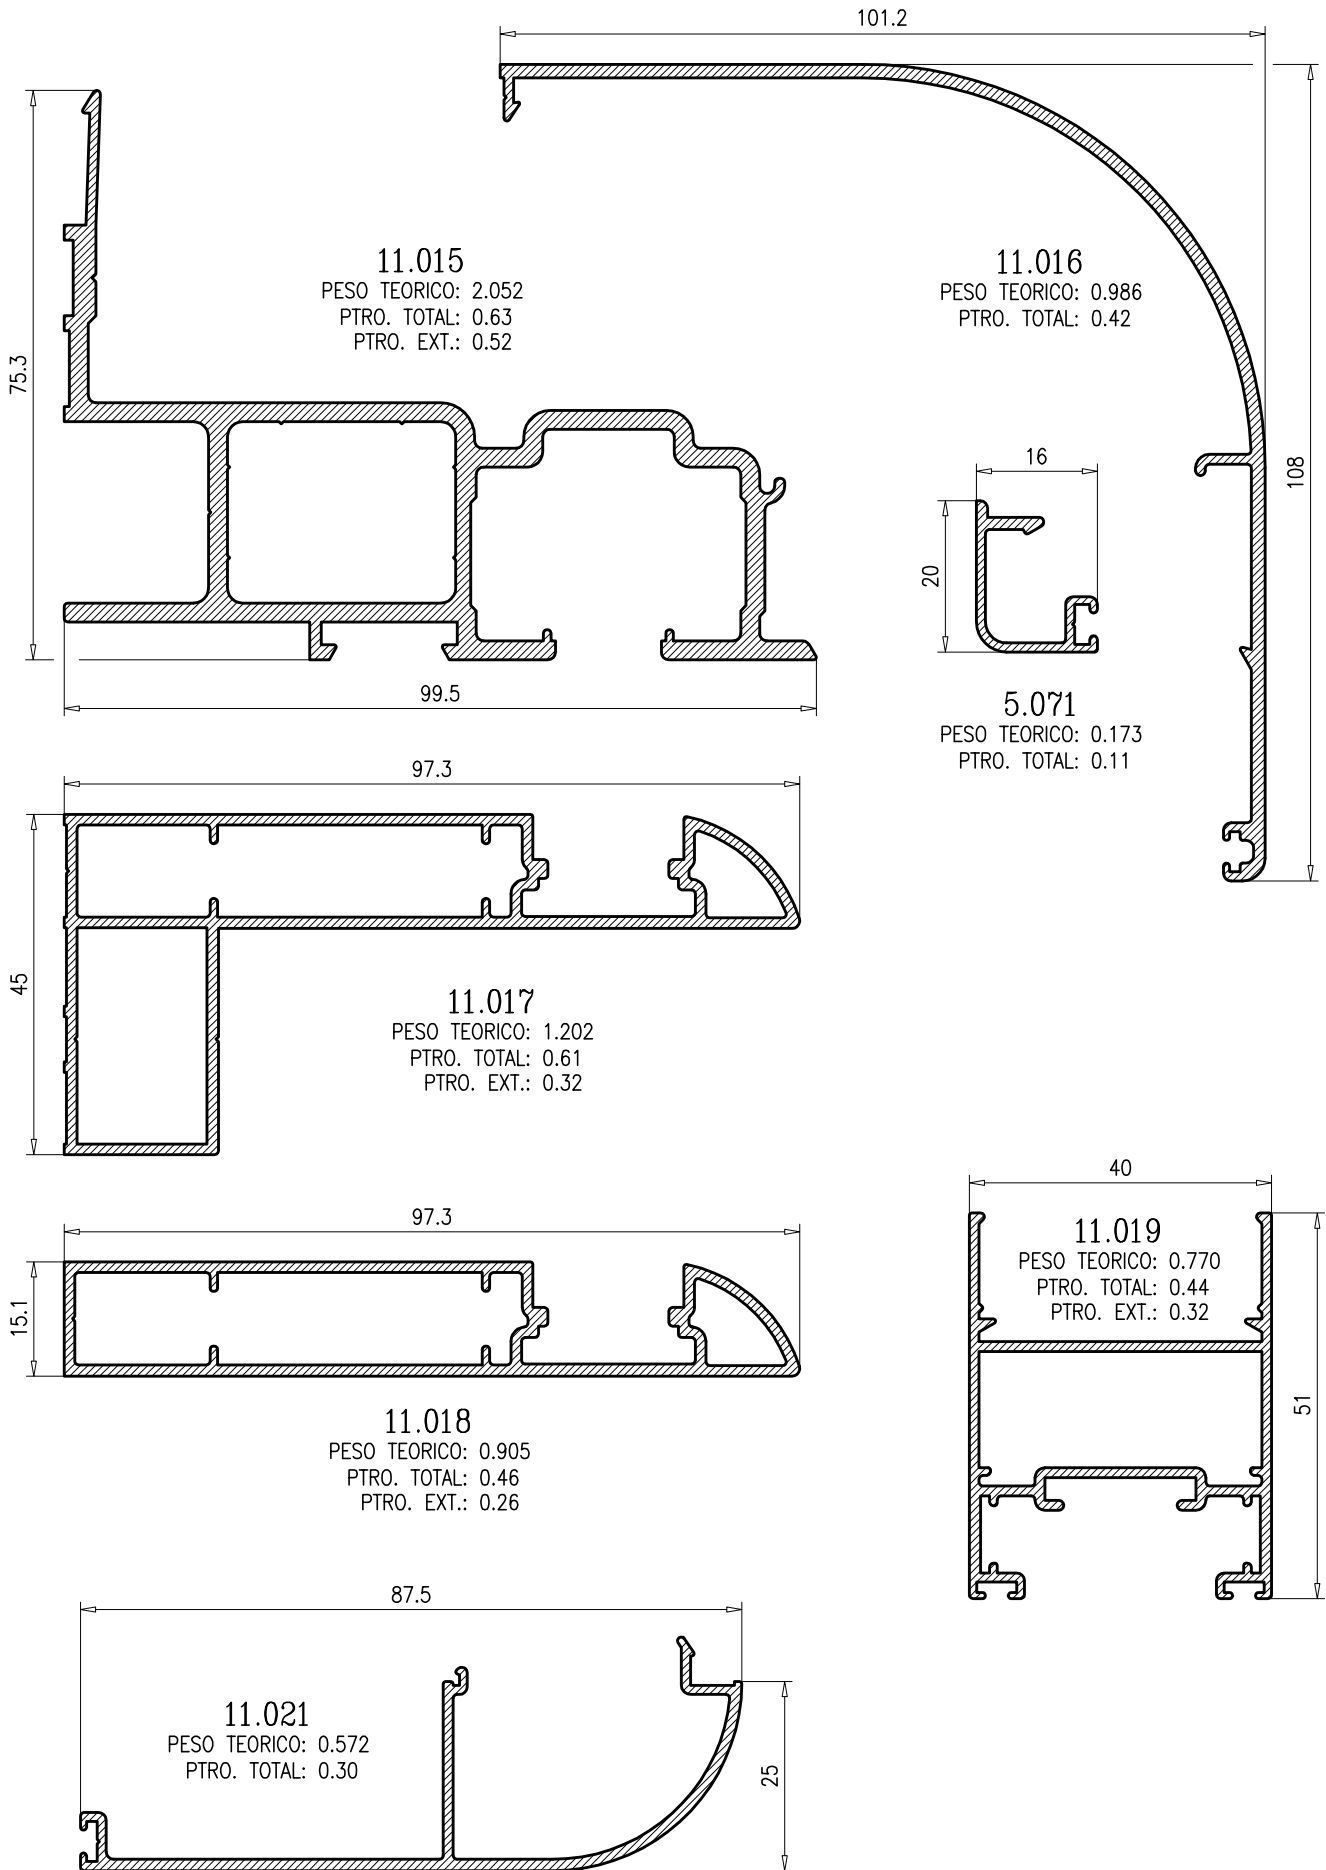 101.2
75.3
11.015
PESO TEORICO: 2.052
PTRO. TOTAL: 0.63
PTRO. EXT.: 0.52
99.5
11.016
PESO TEORICO: 0.986
PTRO. TOTAL: 0.42
108
16
20
5.071
PESO TEORICO: 0.173
PTRO. TOTAL: 0.11
97.3
45
11.017
PESO TEORICO: 1.202
PTRO. TOTAL: 0.61
PTRO. EXT.: 0.32
97.3
15.1
11.018
PESO TEORICO: 0.905
PTRO. TOTAL: 0.46
PTRO. EXT.: 0.26
40
11.019
PESO TEORICO: 0.770
PTRO. TOTAL: 0.44
PTRO. EXT.: 0.32
51
87.5
11.021
PESO TEORICO: 0.572
PTRO. TOTAL: 0.30
25